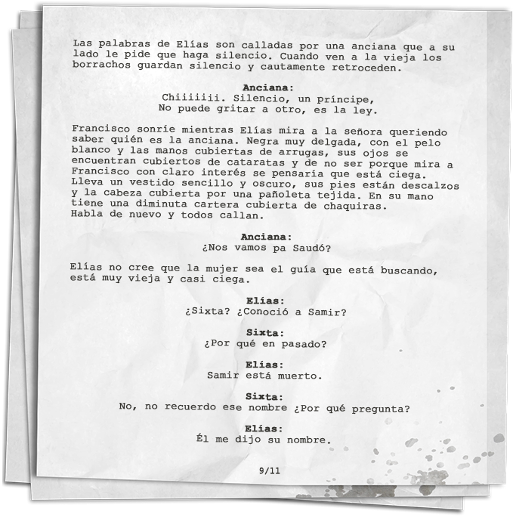 Las palabras de Elías son calladas por una anciana que a su
lado le pide que haga silencio. Cuando ven a la vieja los
borrachos guardan silencio y cautamente retroceden.
Anciana:
Chiiiiiii. Silencio, un príncipe,
No puede gritar a otro, es la ley.
Francisco sonríe mientras Elías mira a la señora queriendo
saber quién es la anciana. Negra muy delgada, con el pelo
blanco y las manos cubiertas de arrugas, sus ojos se
encuentran cubiertos de cataratas y de no ser porque mira a
Francisco con claro interés se pensaria que está ciega.
Lleva un vestido sencillo y oscuro, sus pies están descalzos
y la cabeza cubierta por una pañoleta tejida. En su mano
tiene una diminuta cartera cubierta de chaquiras.
Habla de nuevo y todos callan.
Anciana:
¿Nos vamos pa Saudó?
Elías no cree que la mujer sea el guía que está buscando,
está muy vieja y casi ciega.
Elías:
¿Sixta? ¿Conoció a Samir?
Sixta:
¿Por qué en pasado?
Elías:
Samir está muerto.
Sixta:
No, no recuerdo ese nombre ¿Por qué pregunta?
Elías:
Él me dijo su nombre.
9/11